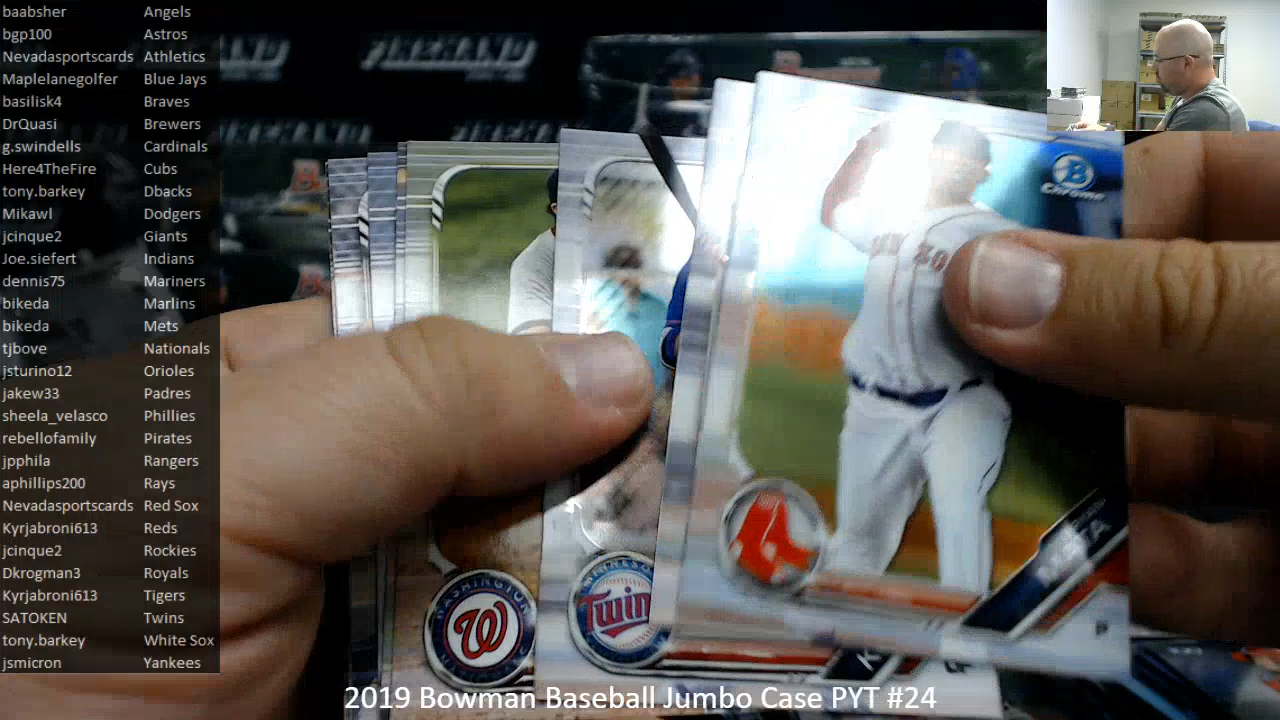 baabsher Angels
bgp100 Astros
Nevadasportscards Athletics
Maplelanegolfer Blue Jays
basilisk4 Braves
DrQuasi Brewers
g.swindells Cardinals
Here4TheFire Cubs
tony.barkey Dbacks
Mikawl Dodgers
jcinque2 Giants
Joe.siefert Indians
dennis75 Mariners
bikeda Marlins
bikeda Mets
tjbove Nationals
jsturino12 Orioles
jakew33 Padres
sheela_velasco Phillies
rebellofamily Pirates
jpphila Rangers
aphillips200 Rays
Nevadasportscards Red Sox
Kyrjabroni613 Reds
jcinque2 Rockies
Dkrogman3 Royals
Kyrjabroni613 Tigers
SATOKEN Twins
tony.barkey White Sox
jsmicron Yankees
Chrome
WASHINGTON
W
Twin
2019 Bowman Baseball Jumbo Case PYT #24